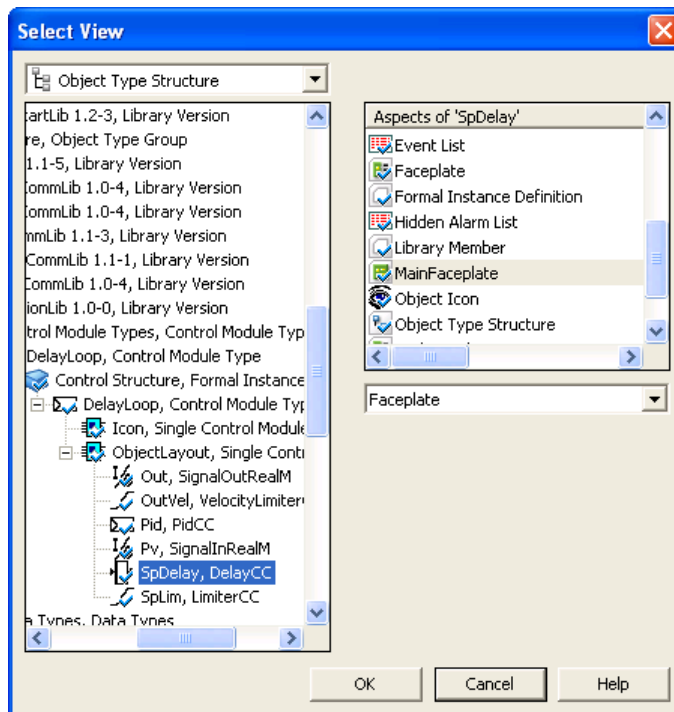 Select View
Object Type Structure
artLib 1.2-3, Library Version
re, Object Type Group
1.1-5, Library Version
CommLib 1.0-4, Library Version
CommLib 1.0-4, Library Version
mmLib 1.1-3, Library Version
CommLib 1.1-1, Library Version
CommLib 1.0-4, Library Version
ionLib 1.0-0, Library Version
trol Module Types, Control Module Typ
DelayLoop, Control Module Type
Control Structure, Formal Instance
DelayLoop, Control Module Typ
Icon, Single Control Module
ObjectLayout, Single Contr
Out, SignalOutRealM
OutVel, VelocityLimiter
Pid, PidCC
Pv, SignalInRealM
SpDelay, DelayCC
SpLim, LimiterCC
a Types, Data Types
Aspects of 'SpDelay'
Event List
Faceplate
Formal Instance Definition
Hidden Alarm List
Library Member
MainFaceplate
Object Icon
Object Type Structure
Faceplate
OK
Cancel
Help